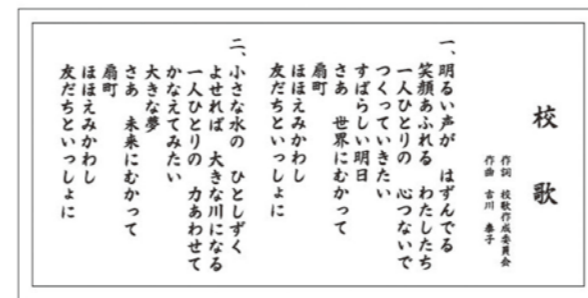 校歌
作詞 校歌作成委員会
作曲 吉川 泰子
一、明るい声が はずんでる
笑顔あふれる わたしたち
一人ひとりの 心つないで
つくっていきたい
すばらしい明日
さあ 世界にむかって
扇町
ほほえみかわし
友だちといっしょに
二、小さな水の ひとしずく
よせれば 大きな川になる
一人ひとりの 力あわせて
かなえてみたい
大きな夢
さあ 未来にむかって
扇町
ほほえみかわし
友だちといっしょに